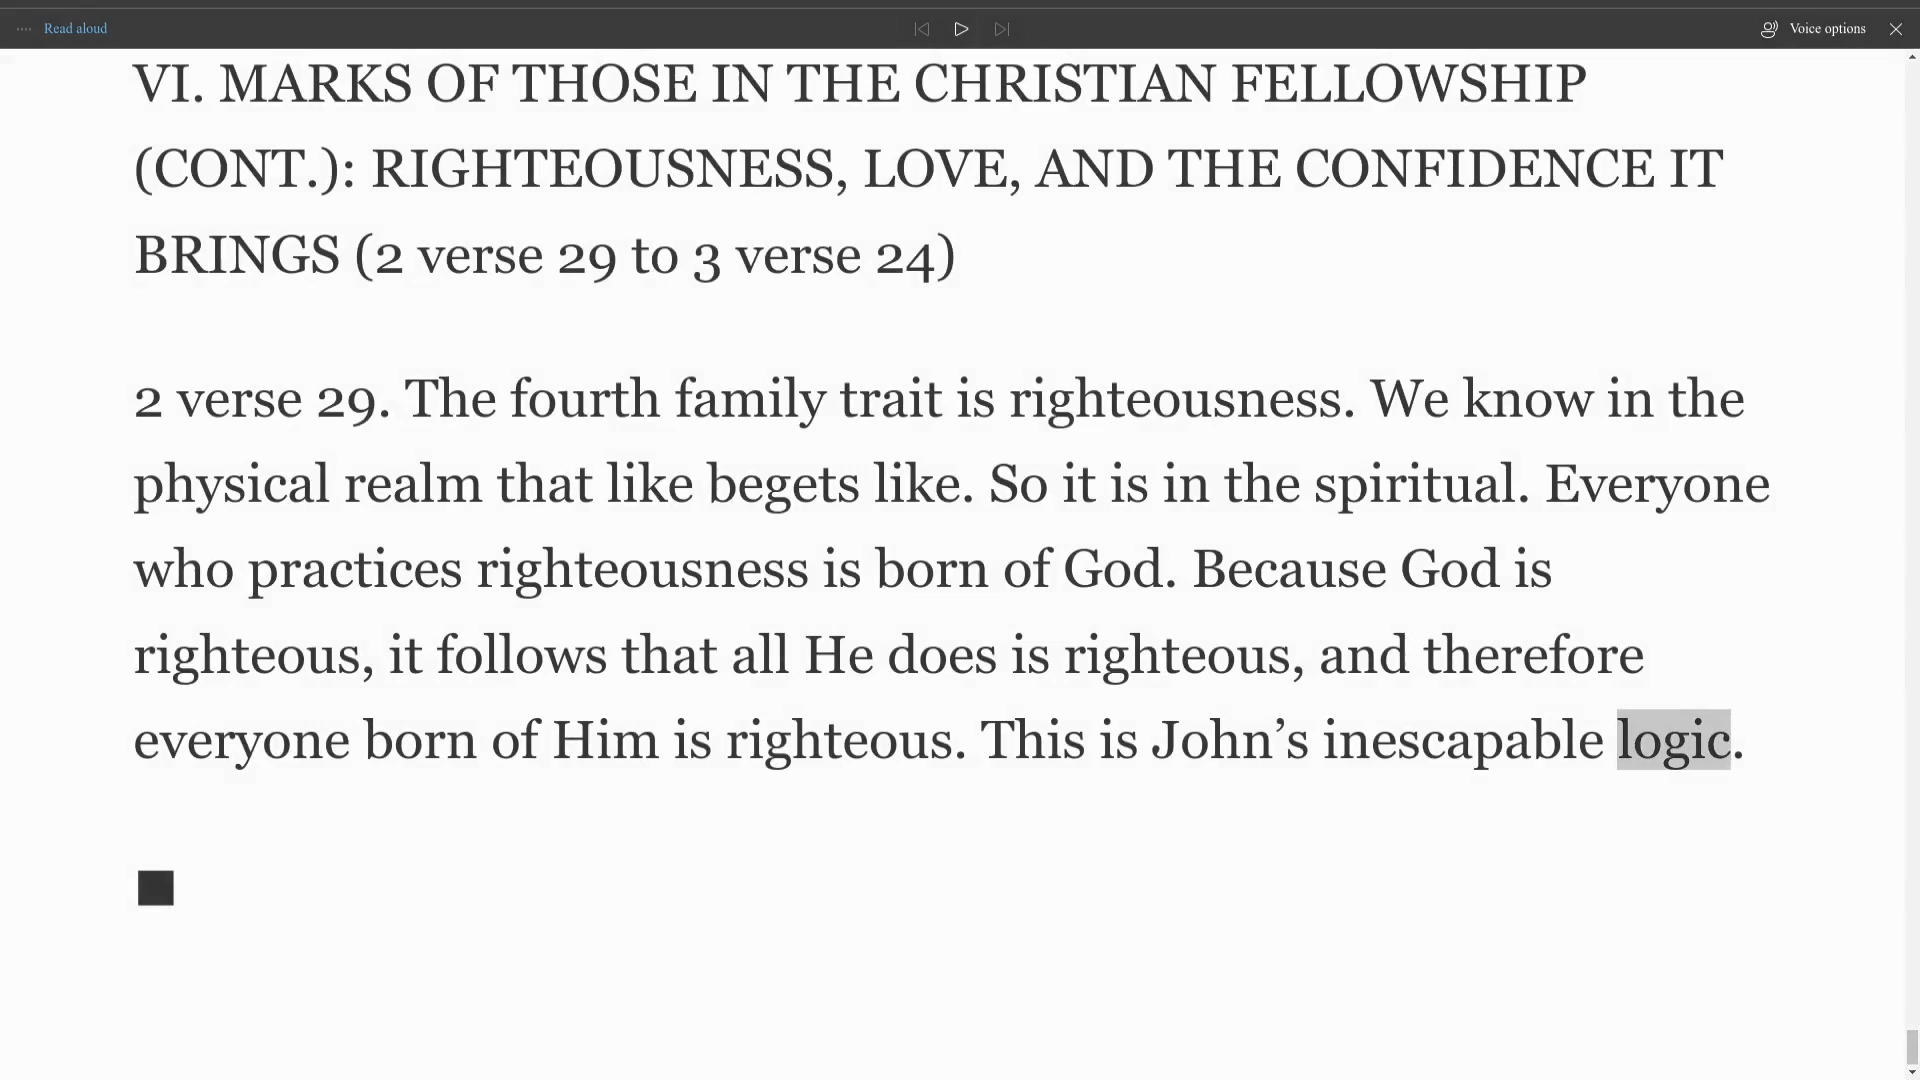 Read aloud
Voice options
VI. MARKS OF THOSE IN THE CHRISTIAN FELLOWSHIP
(CONT.): RIGHTEOUSNESS, LOVE, AND THE CONFIDENCE IT
BRINGS (2 verse 29 to 3 verse 24)
2 verse 29. The fourth family trait is righteousness. We know in the
physical realm that like begets like. So it is in the spiritual. Everyone
who practices righteousness is born of God. Because God is
righteous, it follows that all He does is righteous, and therefore
everyone born of Him is righteous. This is John’s inescapable logic.